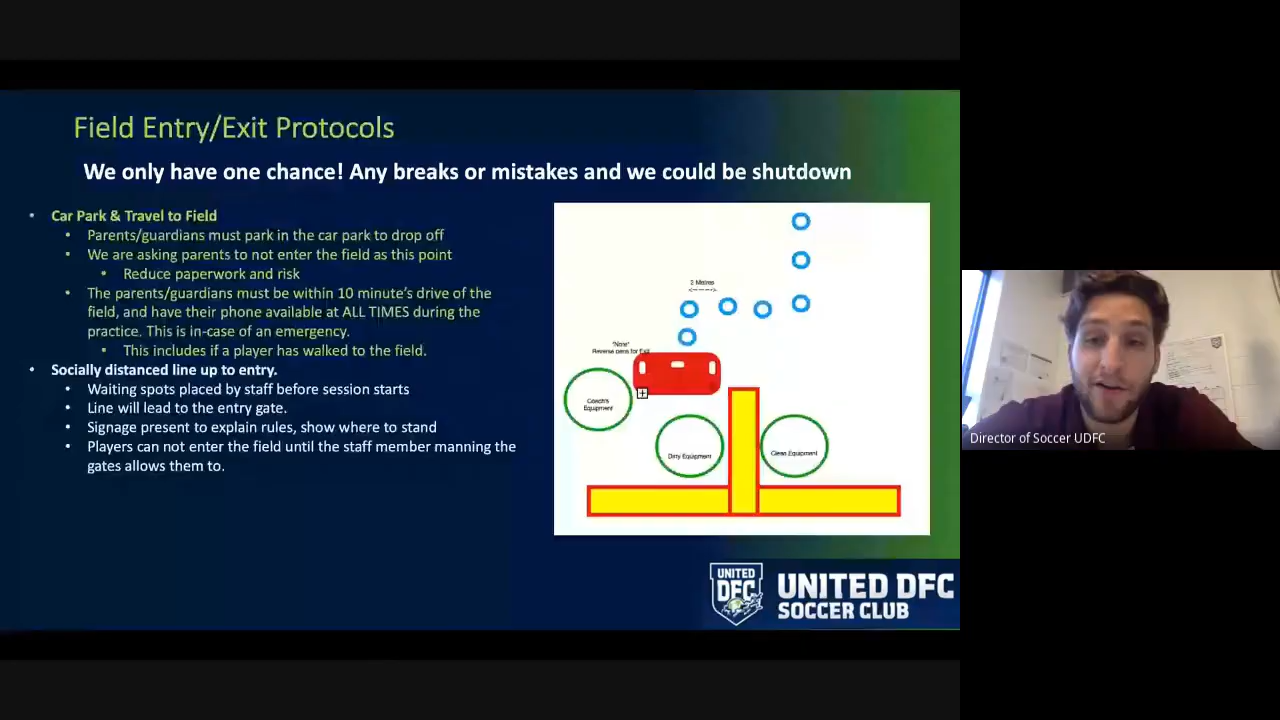 Field Entry/Exit Protocols
We only have one chance! Any breaks or mistakes and we could be shutdown
Car Park & Travel to Field
Parents/guardians must park in the car park to drop off
We are asking parents to not enter the field as this point
Reduce paperwork and risk
The parents/guardians must be within 10 minute's drive of the
field, and have their phone available at ALL TIMES during the
practice. This is in-case of an emergency.
This includes if a player has walked to the field.
Socially distanced line up to entry.
Waiting spots placed by staff before session starts
Line will lead to the entry gate.
Signage present to explain rules, show where to stand
Players can not enter the field until the staff member manning the
gates allows them to.
2 Metres
"Note"
Reverse pens for Exit
Coach's
Equipment
Dirty Equipment
Clean Equipment
UNITED
DFC
UNITED DFC
SOCCER CLUB
Director of Soccer UDFC